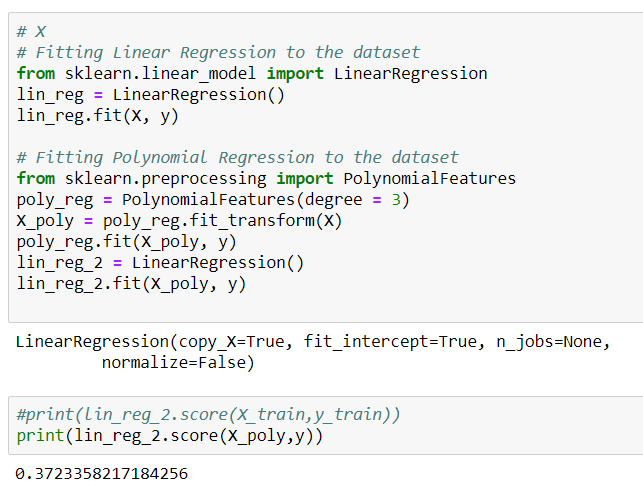 # X
# Fitting Linear Regression to the dataset
from sklearn.linear_model import LinearRegression
lin_reg = LinearRegression()
lin_reg.fit(X, y)
# Fitting Polynomial Regression to the dataset
from sklearn.preprocessing import PolynomialFeatures
poly_reg = PolynomialFeatures(degree = 3)
X_poly = poly_reg.fit_transform(X)
poly_reg.fit(X_poly, y)
lin_reg_2 = LinearRegression()
lin_reg_2.fit(X_poly, y)
LinearRegression(copy_X=True, fit_intercept=True, n_jobs=None,
normalize=False)
#print(lin_reg_2.score(X_train,y_train))
print(lin_reg_2.score(X_poly,y))
0.3723358217184256